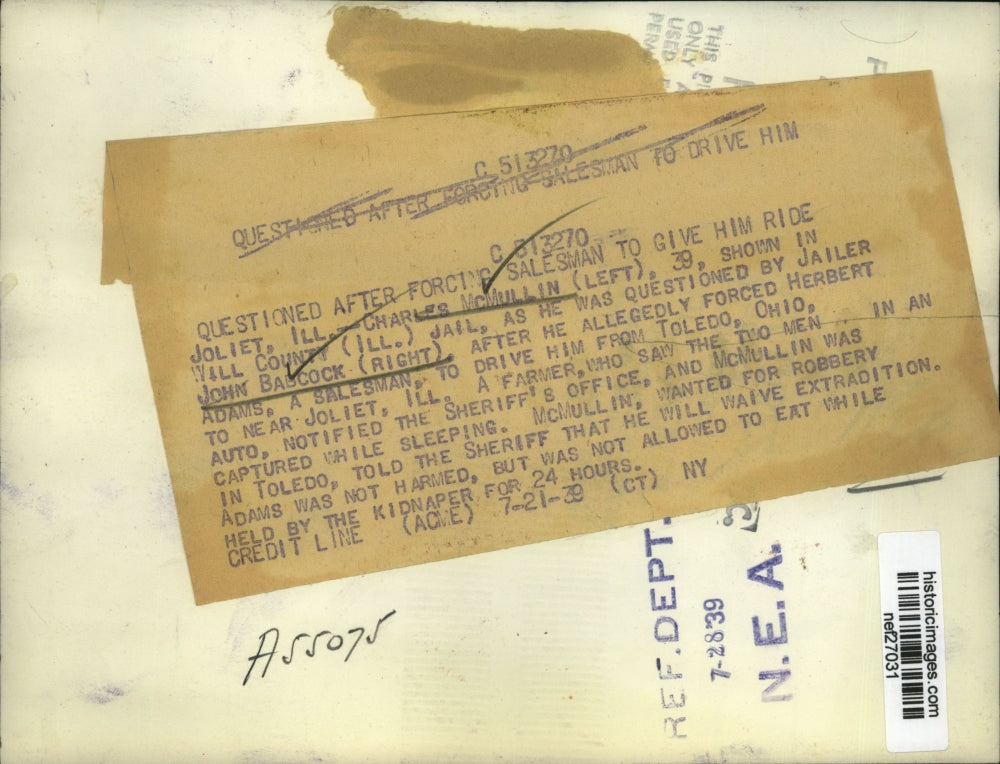 THIS
ONLY
USED
C 513270
QUESTIONED AFTER FORCING SALESMAN TO DRIVE HIM
C 513270
QUESTIONED AFTER FORCING SALESMAN TO GIVE HIM RIDE
JOLIET, ILL.--CHARLES MCMULLIN (LEFT), 39, SHOWN IN
WILL COUNTY (ILL.) JAIL, AS HE WAS QUESTIONED BY JAILER
JOHN BABCOCK (RIGHT) AFTER HE ALLEGEDLY FORCED HERBERT
ADAMS, A SALESMAN, TO DRIVE HIM FROM TOLEDO, OHIO,
TO NEAR JOLIET, ILL. A FARMER, WHO SAW THE TWO MEN IN AN
AUTO, NOTIFIED THE SHERIFF'S OFFICE, AND MCMULLIN WAS
CAPTURED WHILE SLEEPING. MCMULLIN, WANTED FOR ROBBERY
IN TOLEDO, TOLD THE SHERIFF THAT HE WILL WAIVE EXTRADITION.
ADAMS WAS NOT HARMED, BUT WAS NOT ALLOWED TO EAT WHILE
HELD BY THE KIDNAPER FOR 24 HOURS.
CREDIT LINE (ACME) 7-21-39 (CT) NY
A55075
REF. DEPT.
7-28-39
N.E.A.
historicimages.com
nef27031